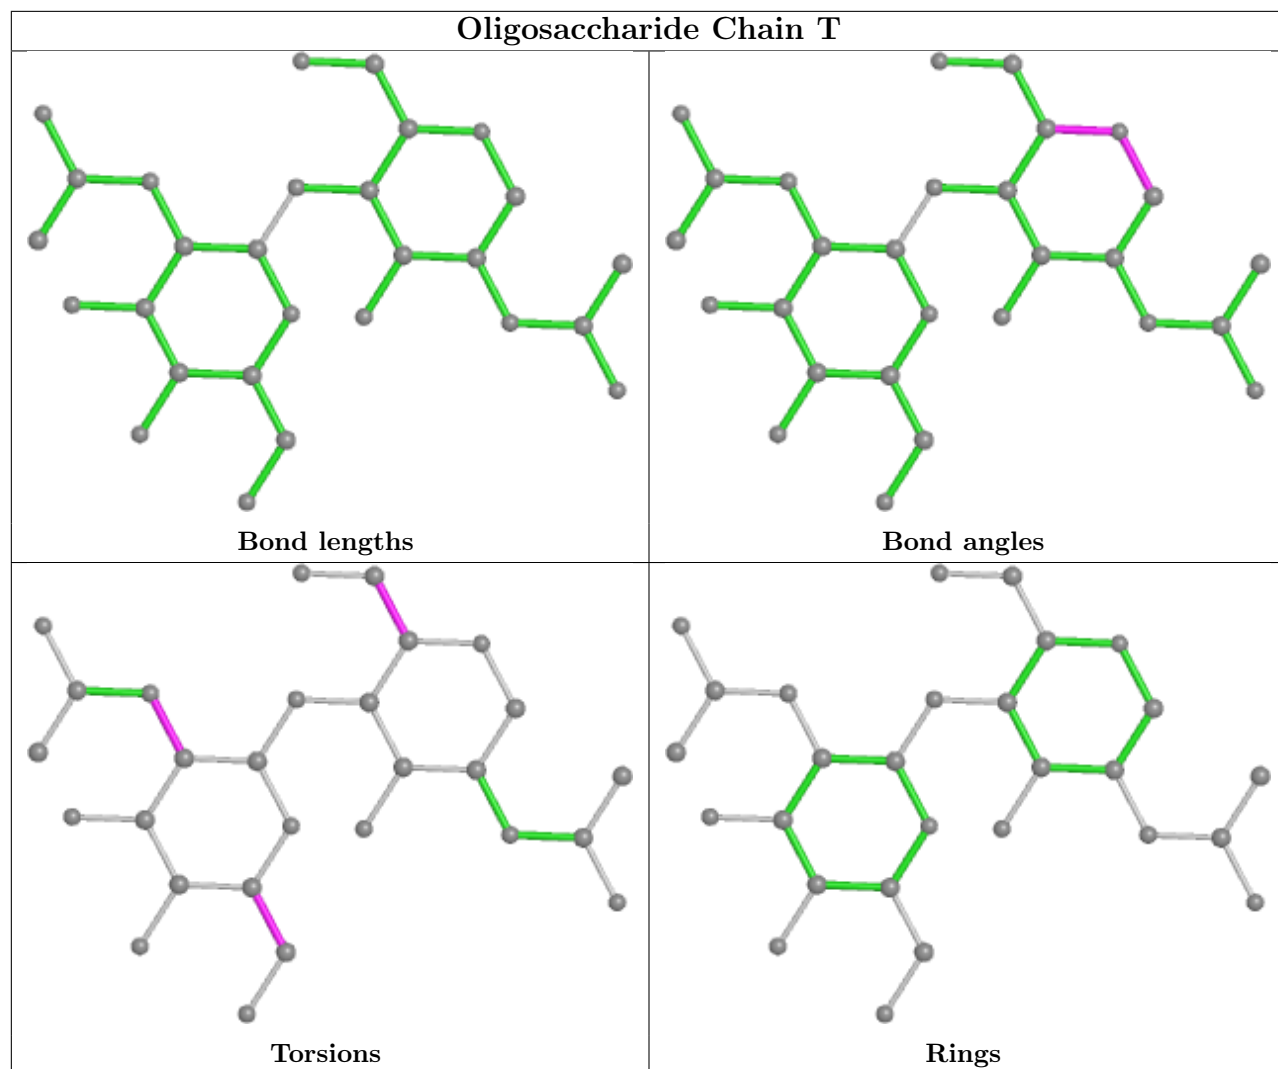 Oligosaccharide Chain T
Bond lengths
Bond angles
Torsions
Rings